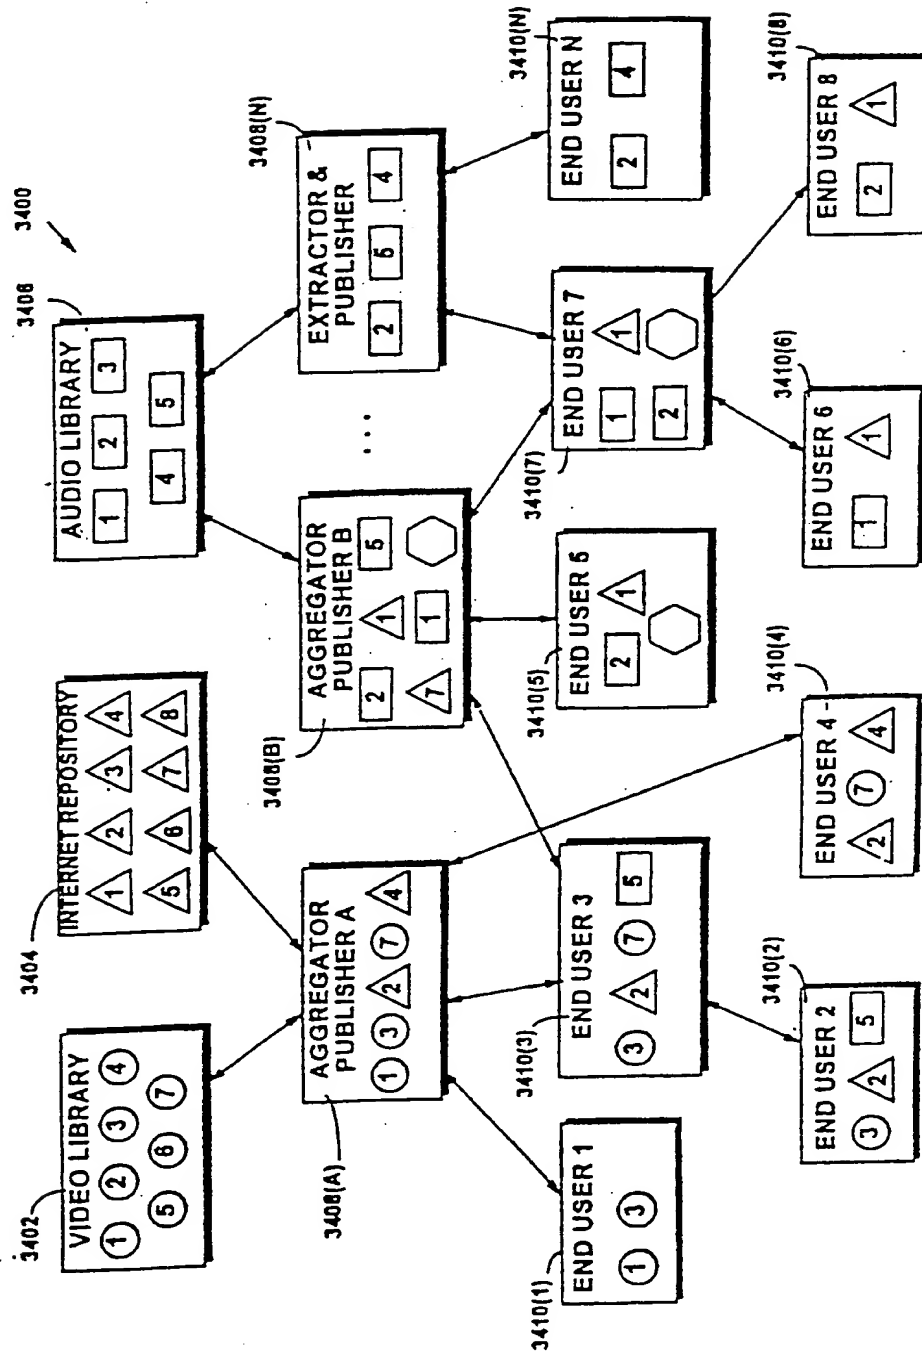 3400
3402
VIDEO LIBRARY
1 2 3 4
5 6 7
3404
INTERNET REPOSITORY
1 2 3 4
5 6 7 8
3406
AUDIO LIBRARY
1 2 3
4 5
3408(A)
AGGREGATOR
PUBLISHER A
1 3 2 7 4
3408(B)
AGGREGATOR
PUBLISHER B
2 1 5
7 1
...
3408(N)
EXTRACTOR &
PUBLISHER
2 5 4
3410(1)
END USER 1
1 3
3410(3)
END USER 3
3 2 7 5
3410(5)
END USER 5
2 1
3410(7)
END USER 7
1 1
2
3410(N)
END USER N
2 4
3410(2)
END USER 2
3 2 5
3410(4)
END USER 4
2 7 4
3410(6)
END USER 6
1 1
3410(8)
END USER 8
2 1